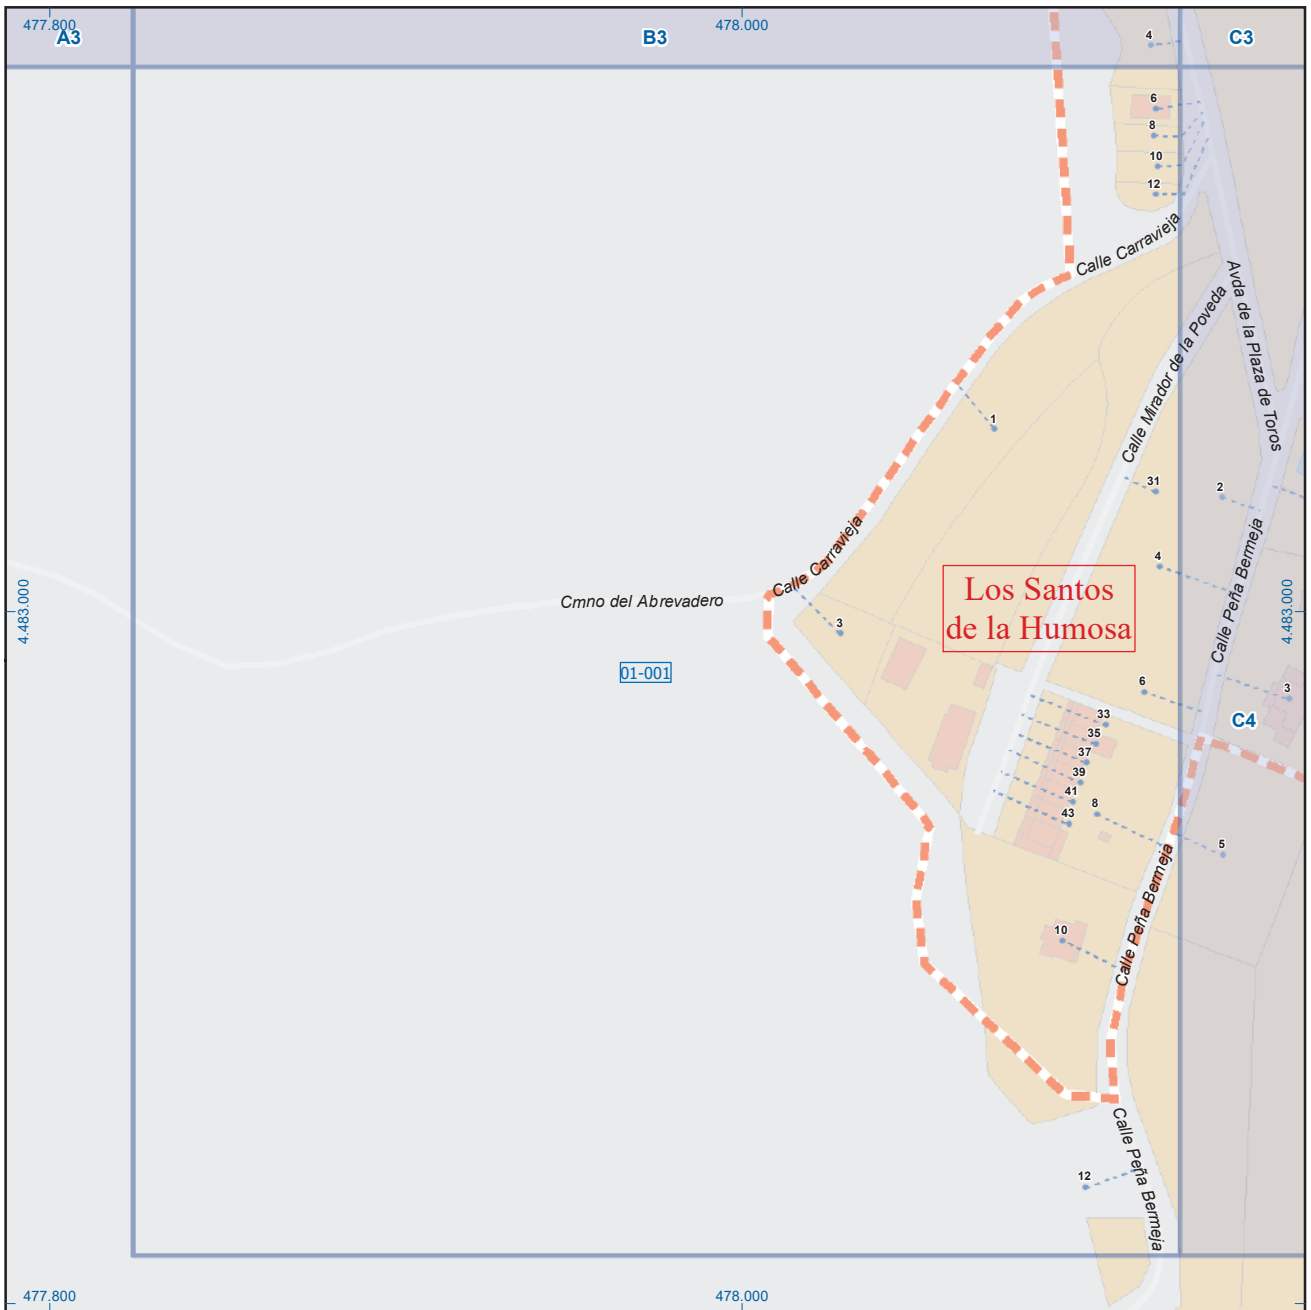 477.800
478.000
A3
B3
C3
4
6
8
10
12
Calle Carravieja
Avda de la Plaza de Toros
Calle Mirador de la Poveda
1
31
2
Calle Carravieja
Calle Peña Bermeja
4
Los Santos
de la Humosa
Cmno del Abrevadero
4.483.000
4.483.000
3
01-001
6
3
33
C4
35
37
39
41
8
43
5
Calle Peña Bermeja
10
Calle Peña Bermeja
12
477.800
478.000